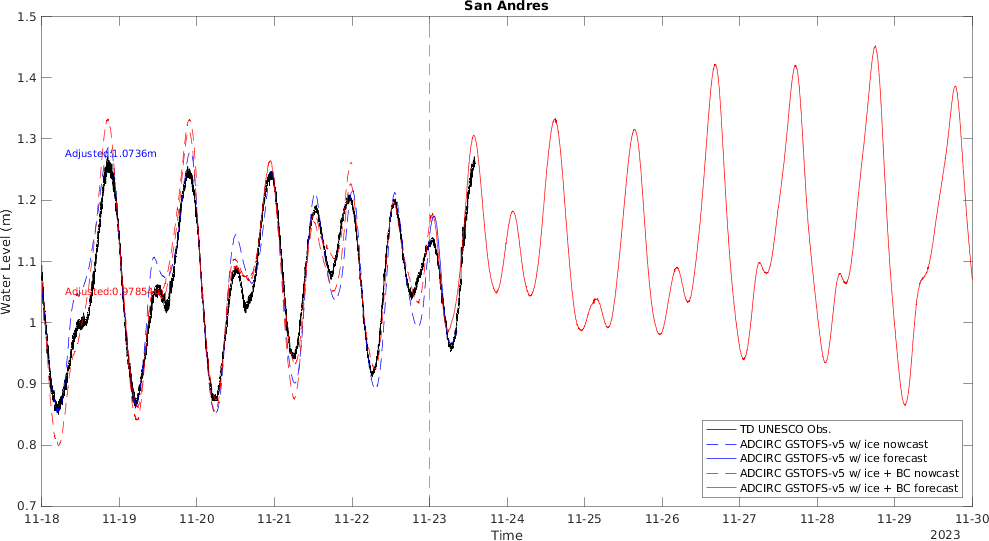 San Andres
1.5
1.4
1.3
1.2
1.1
1
0.9
0.8
0.7
Water Level (m)
Adjusted:1.0736m
Adjusted:0.9785
TD UNESCO Obs.
ADCIRC GSTOFS-v5 w/ ice nowcast
ADCIRC GSTOFS-v5 w/ ice forecast
ADCIRC GSTOFS-v5 w/ ice + BC nowcast
ADCIRC GSTOFS-v5 w/ ice + BC forecast
11-18
11-19
11-20
11-21
11-22
11-23
11-24
11-25
11-26
11-27
11-28
11-29
11-30
Time
2023